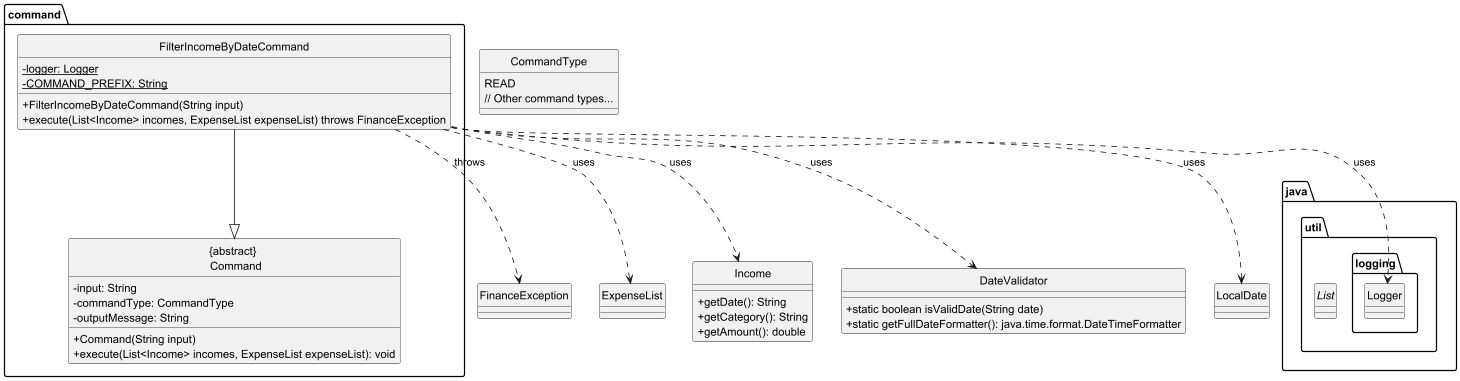 command
FilterIncomeByDateCommand
-logger: Logger
-COMMAND_PREFIX: String
+FilterIncomeByDateCommand(String input)
+execute(List<Income> incomes, ExpenseList expenseList) throws FinanceException
CommandType
READ
// Other command types...
throws
uses
uses
uses
uses
uses
java
util
logging
{abstract}
Command
-input: String
-commandType: CommandType
-outputMessage: String
+Command(String input)
+execute(List<Income> incomes, ExpenseList expenseList): void
FinanceException
ExpenseList
Income
+getDate(): String
+getCategory(): String
+getAmount(): double
DateValidator
+static boolean isValidDate(String date)
+static getFullDateFormatter(): java.time.format.DateTimeFormatter
LocalDate
List
Logger